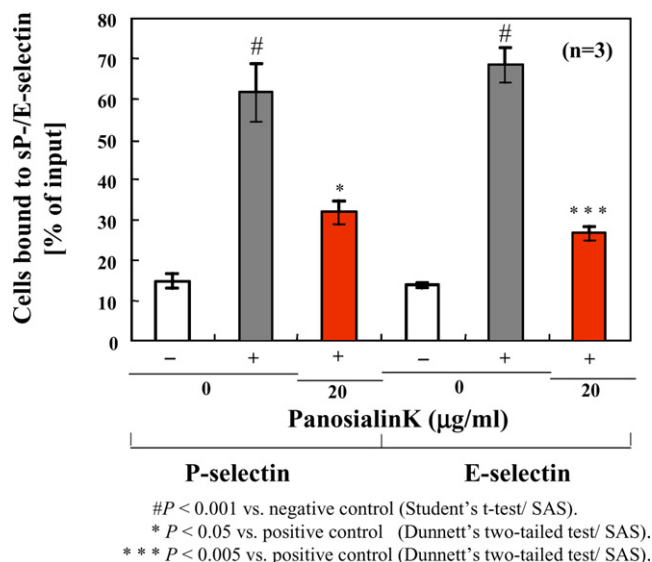 Cells bound to sP-/E-selectin
[% of input]
80
70
60
50
40
30
20
10
0
(n=3)
#
*
#
***
− + + − + +
0 20 0 20
PanosialinK (μg/ml)
P-selectin E-selectin
#P < 0.001 vs. negative control (Student's t-test/ SAS).
* P < 0.05 vs. positive control (Dunnett's two-tailed test/ SAS).
* * * P < 0.005 vs. positive control (Dunnett's two-tailed test/ SAS).